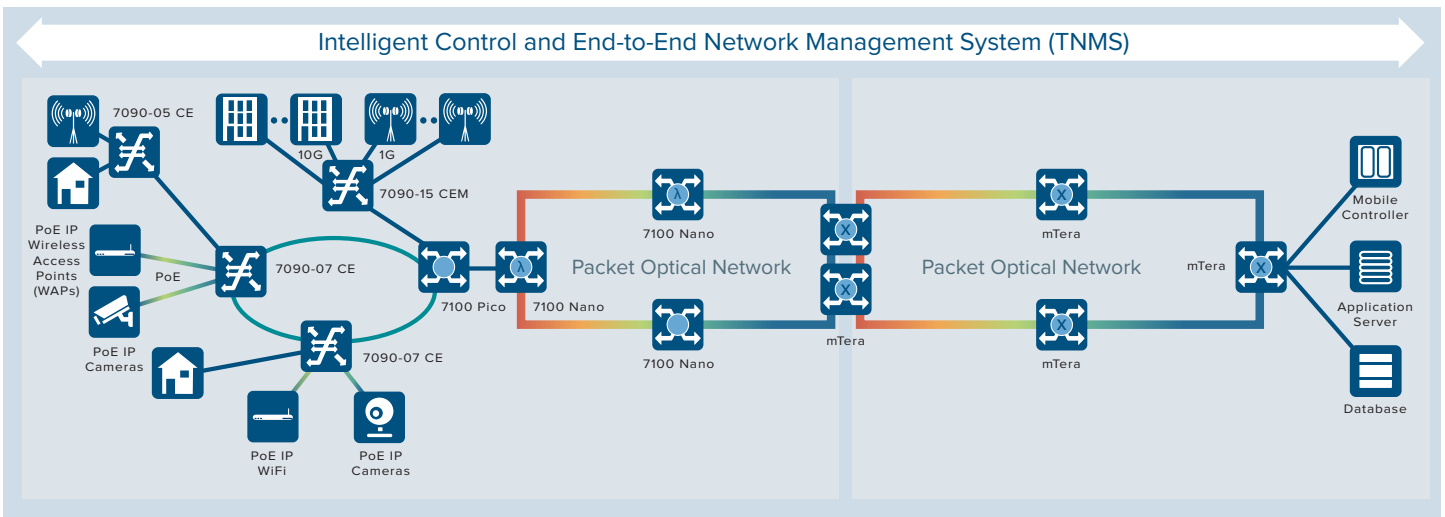 Intelligent Control and End-to-End Network Management System (TNMS)
7090-05 CE
10G
1G
7090-15 CEM
PoE IP
Wireless
Access
Points
(WAPs)
PoE
7090-07 CE
PoE IP
Cameras
7090-07 CE
PoE IP
WiFi
PoE IP
Cameras
7100 Pico
λ
7100 Nano
λ
7100 Nano
Packet Optical Network
7100 Nano
X
X
mTera
X
mTera
Packet Optical Network
X
mTera
mTera
X
Mobile
Controller
Application
Server
Database